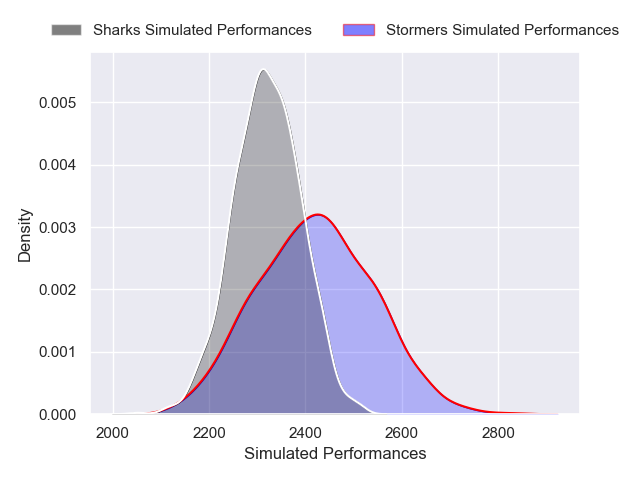 Sharks Simulated Performances Stormers Simulated Performances
0.005
0.004
0.003
0.002
0.001
0.000
Density
2000 2200 2400 2600 2800
Simulated Performances